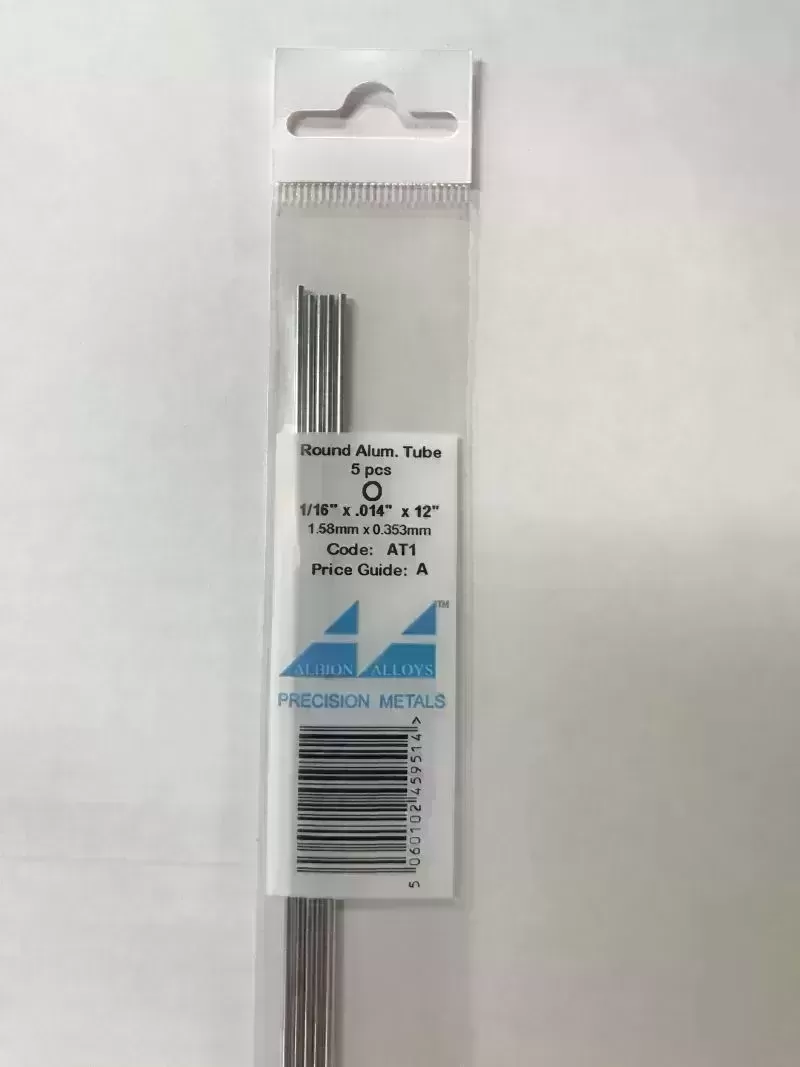 Round Alum. Tube
5 pcs
1/16" x .014" x 12"
1.58mm x 0.353mm
Code: AT1
Price Guide: A
TM
ALBION ALLOYS
PRECISION METALS
5 060102 459514 >